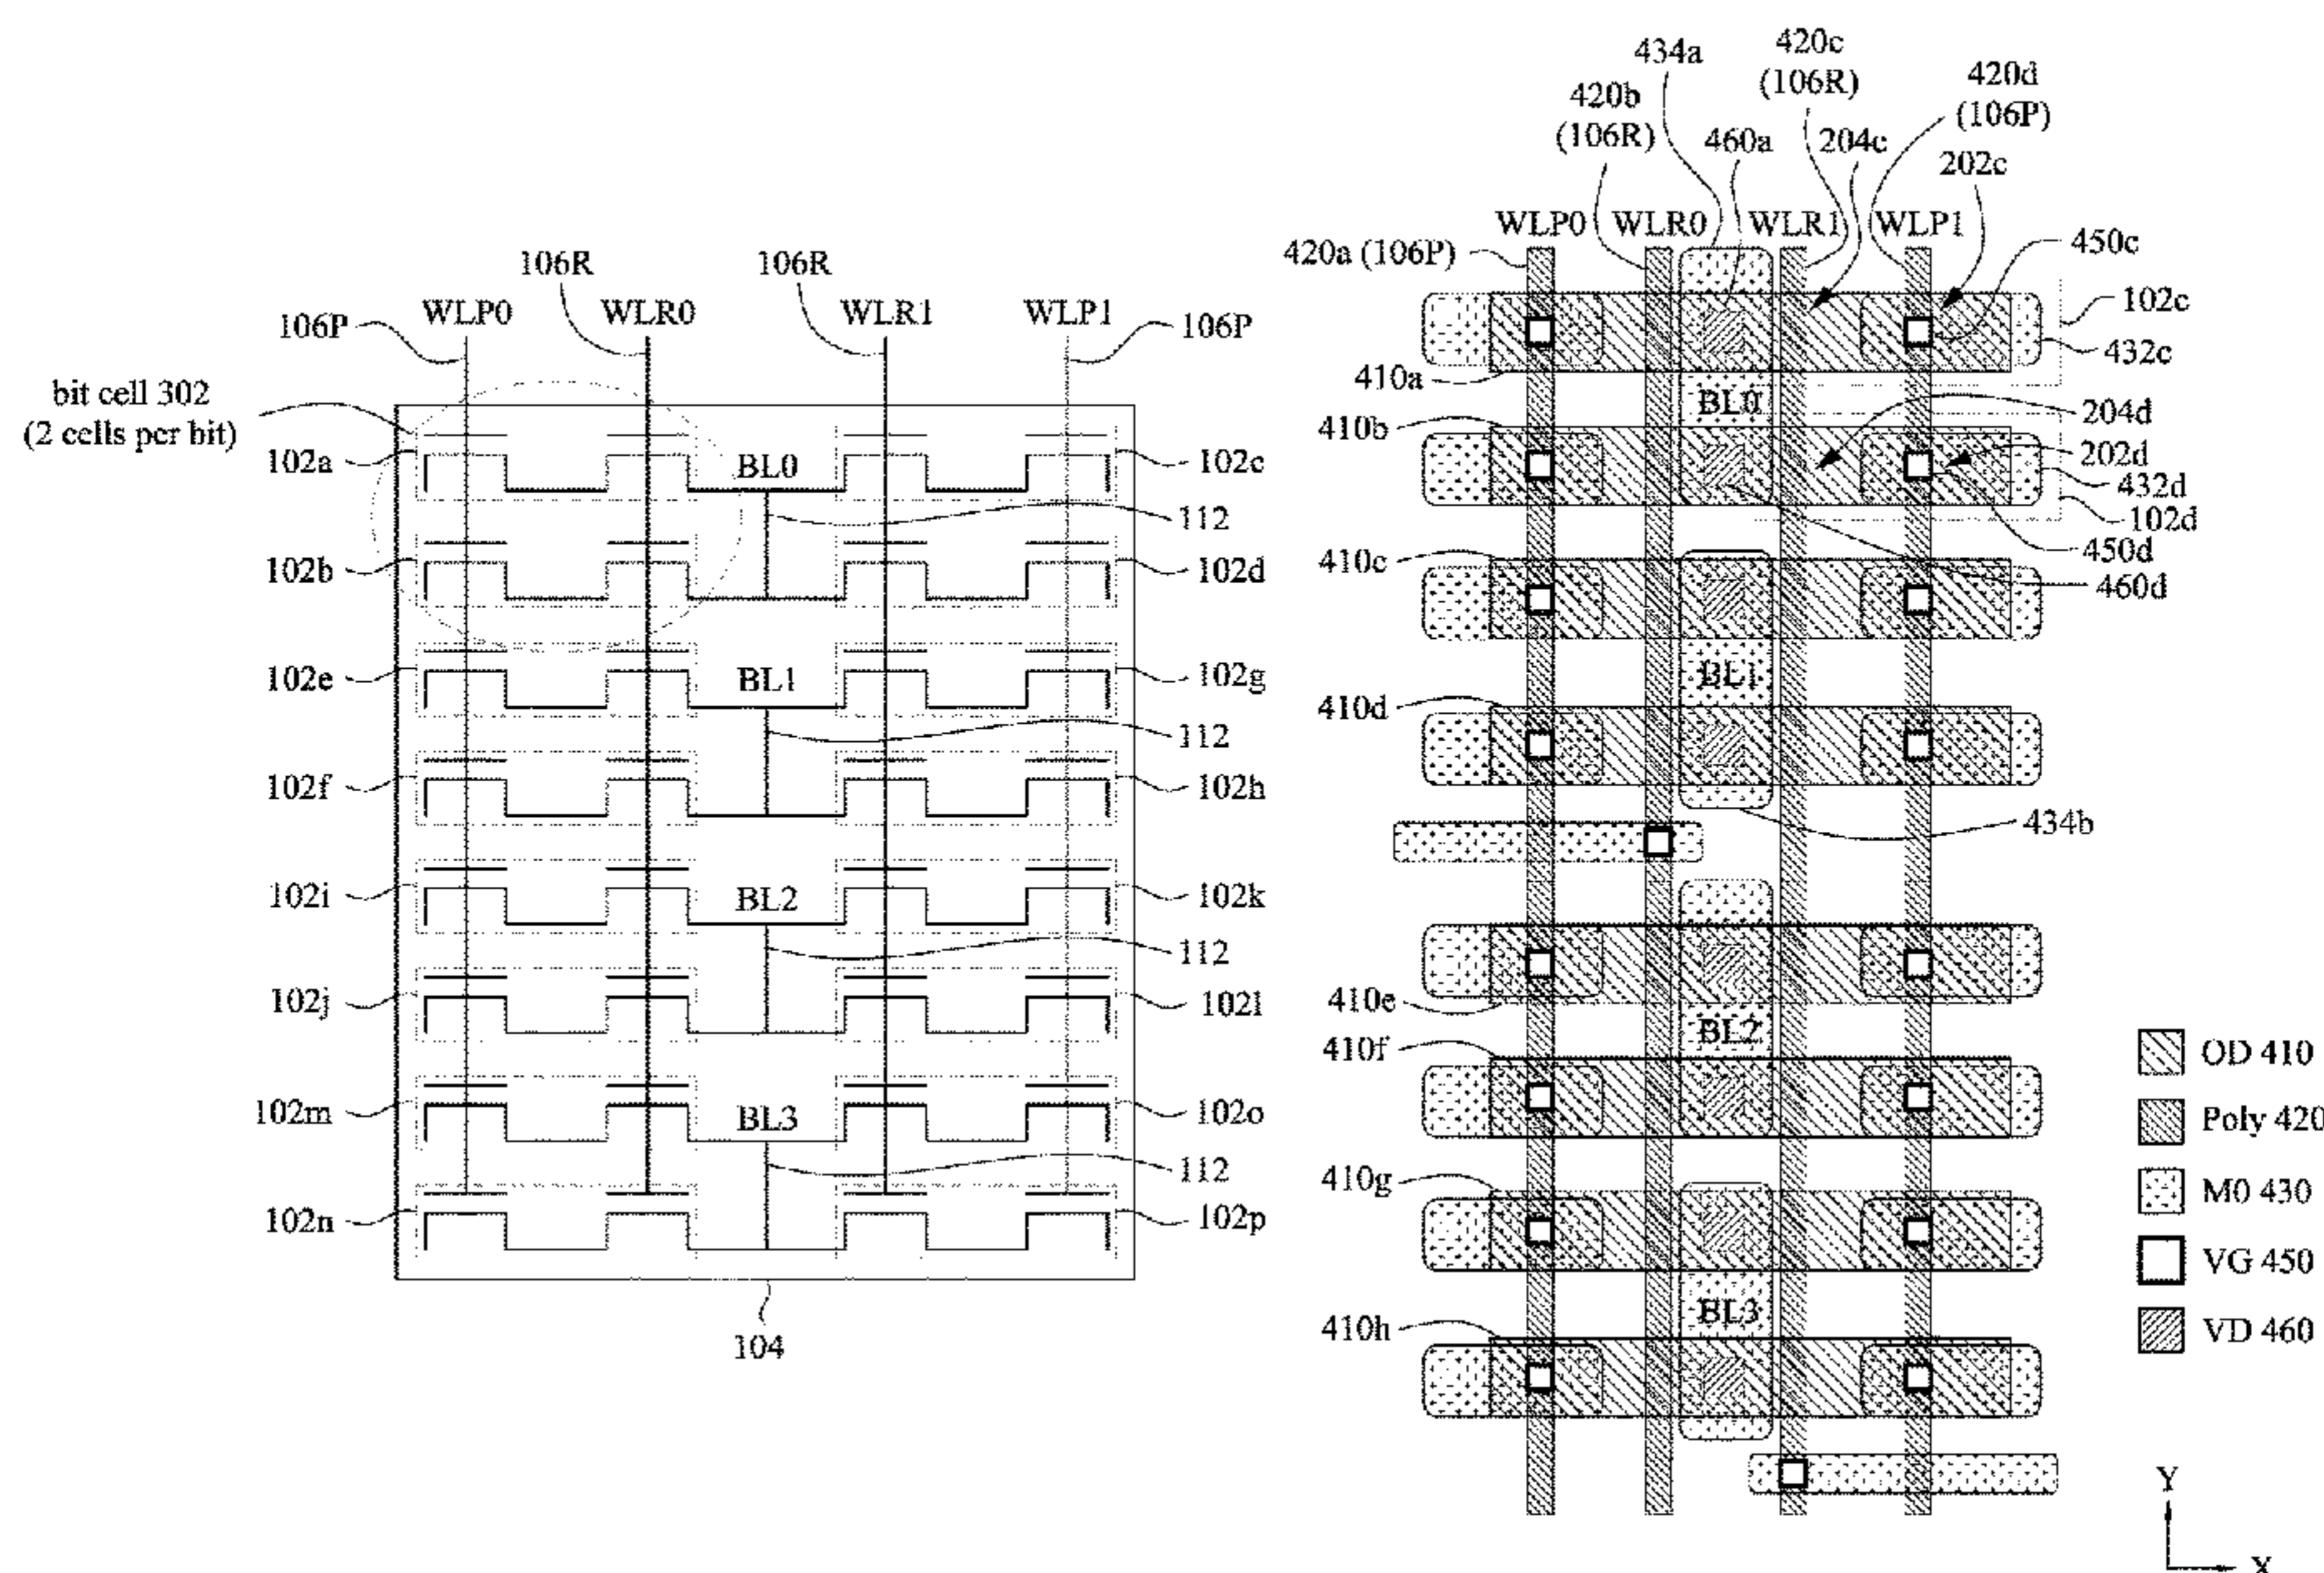 106R
106R
WLP0
WLR0
WLR1
WLP1
106P
106P
bit cell 302
(2 cells per bit)
102a
BL0
102c
112
102b
102d
102e
BL1
102g
112
102f
102h
102i
BL2
102k
112
102j
102l
102m
BL3
102o
112
102n
102p
104
434a
420c
(106R)
420d
(106P)
420b
(106R)
460a
204c
202c
WLP0
WLR0
WLR1
WLP1
420a (106P)
450c
102c
432c
410a
BL0
204d
410b
202d
432d
102d
450d
410c
460d
BL1
410d
434b
410e
BL2
410f
410g
BL3
410h
OD 410
Poly 420
M0 430
VG 450
VD 460
Y
X